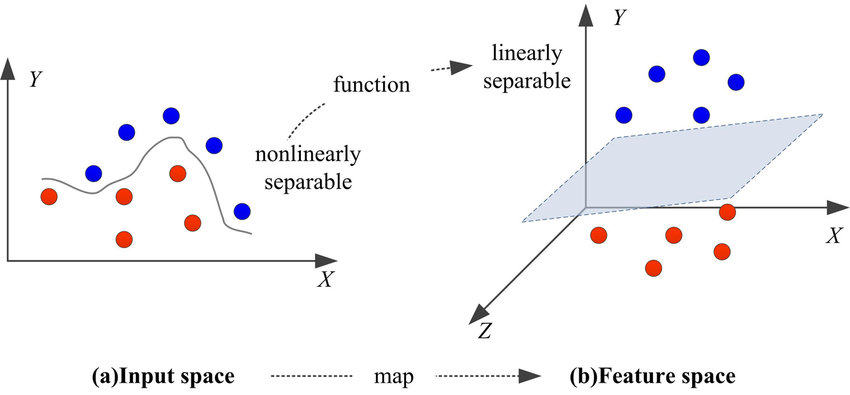 Y
X
nonlinearly
separable
function
linearly
separable
Y
X
Z
(a)Input space
map
(b)Feature space